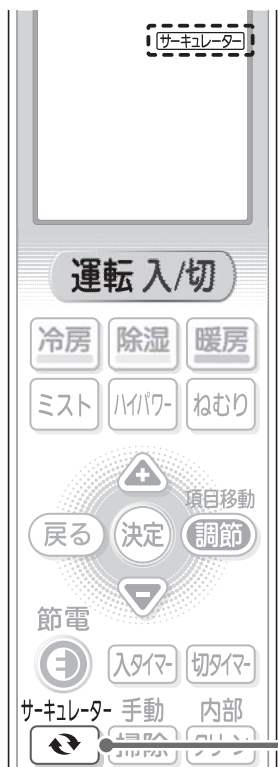 サーキュレーター
運転 入/切
冷房 除湿 暖房
ミスト ハイパワー ねむり
項目移動
戻る 決定 調節
節電
入タイマー 切タイマー
サーキュレーター 手動 内部
掃除 クリーン